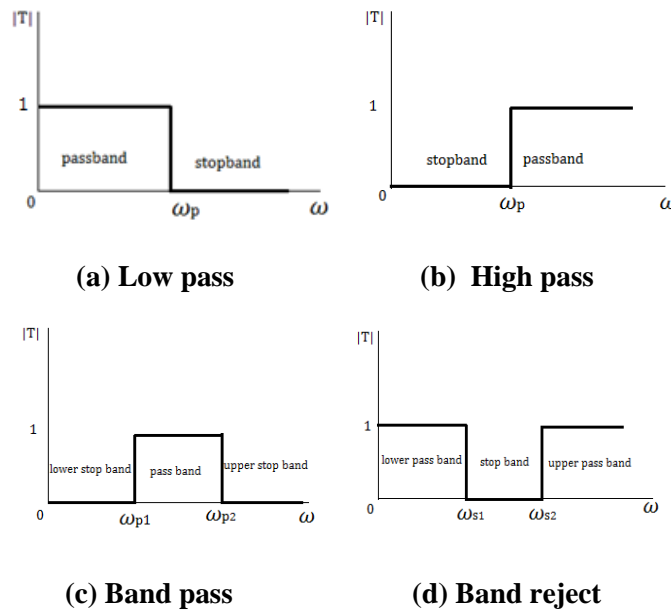 |T|
1
passband
stopband
0
ωp
ω
(a) Low pass
|T|
1
stopband
passband
0
ωp
ω
(b) High pass
|T|
1
lower stop band
pass band
upper stop band
0
ωp1
ωp2
ω
(c) Band pass
|T|
1
lower pass band
stop band
upper pass band
0
ωs1
ωs2
ω
(d) Band reject